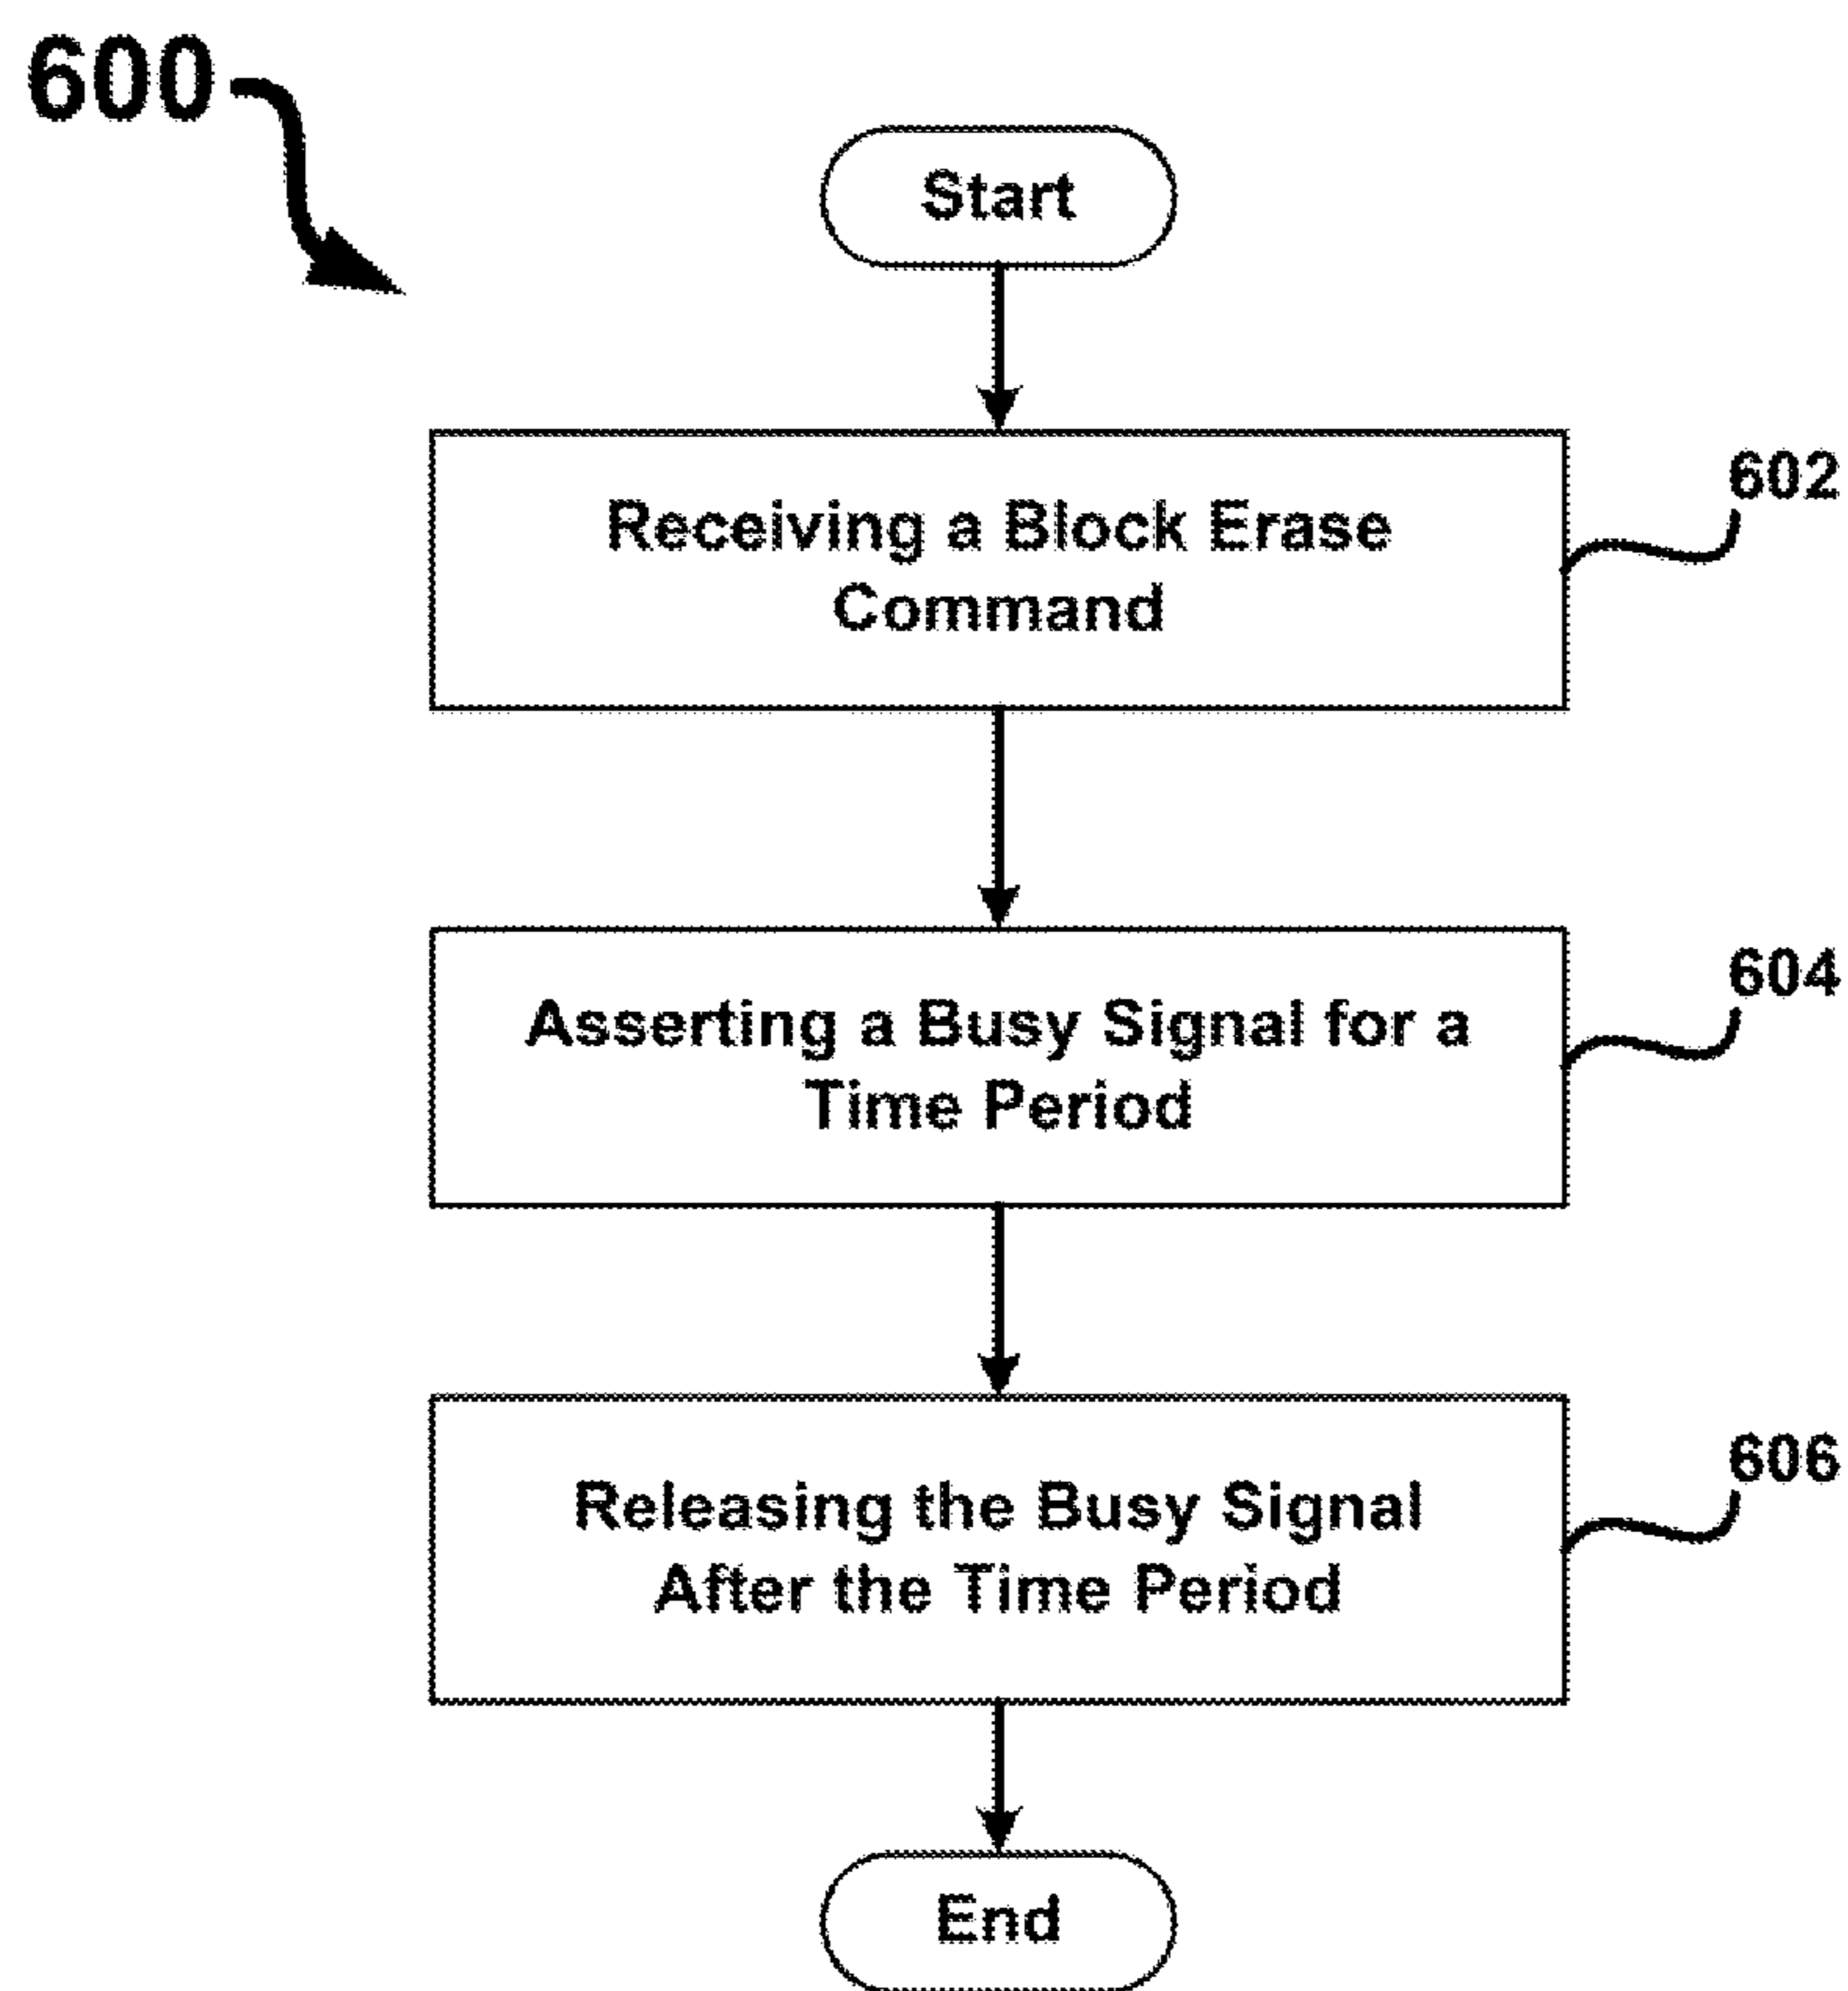 600
Start
Receiving a Block Erase
Command
602
Asserting a Busy Signal for a
Time Period
604
Releasing the Busy Signal
After the Time Period
606
End